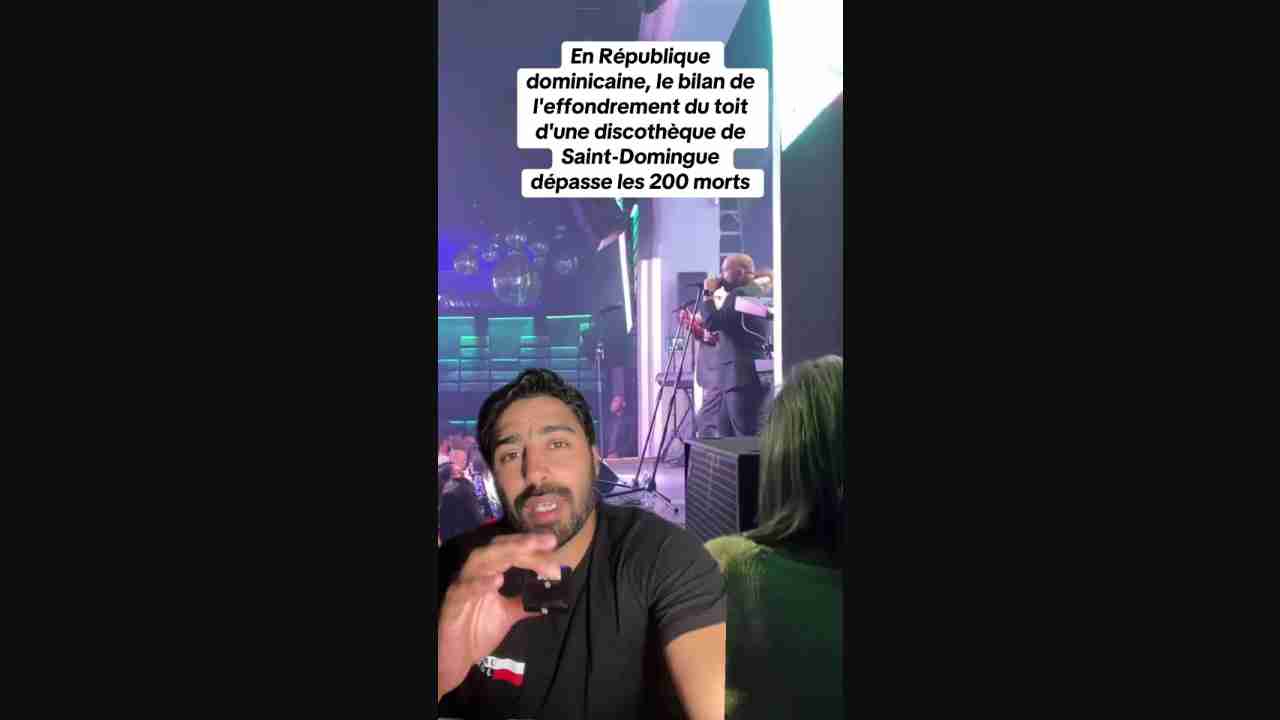 En République
dominicaine, le bilan de
l'effondrement du toit
d'une discothèque de
Saint-Domingue
dépasse les 200 morts